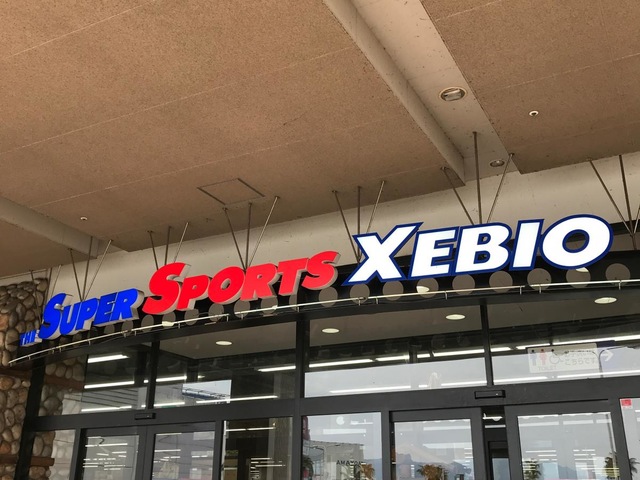 THE SUPER SPORTS XEBIO